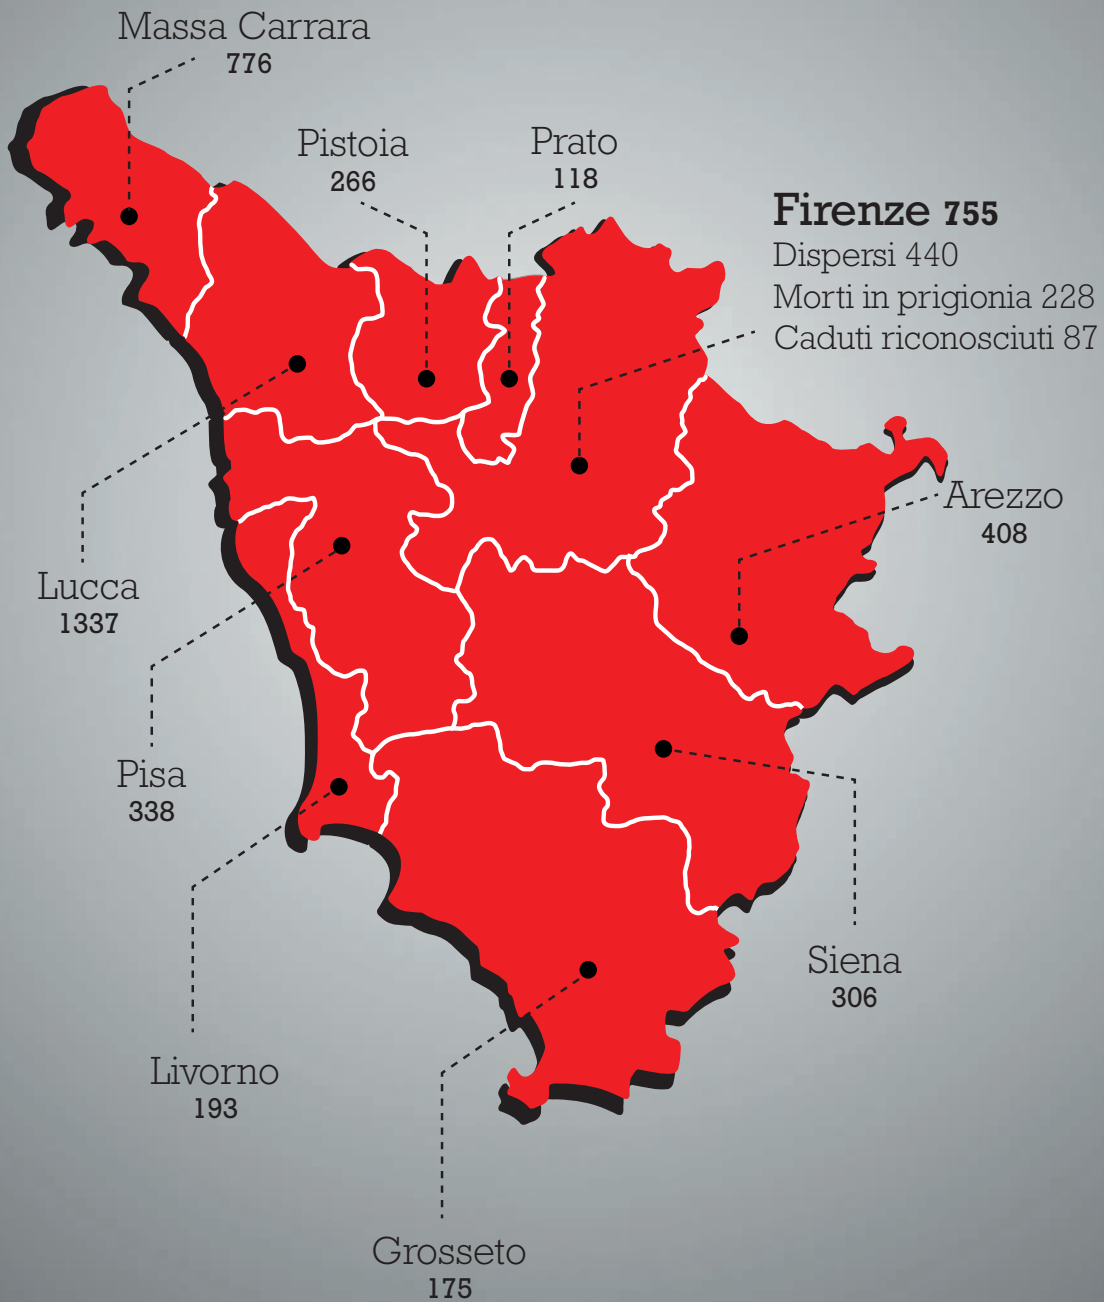 Massa Carrara
776
Pistoia
266
Prato
118
Firenze 755
Dispersi 440
Morti in prigionia 228
Caduti riconosciuti 87
Arezzo
408
Lucca
1337
Pisa
338
Siena
306
Livorno
193
Grosseto
175